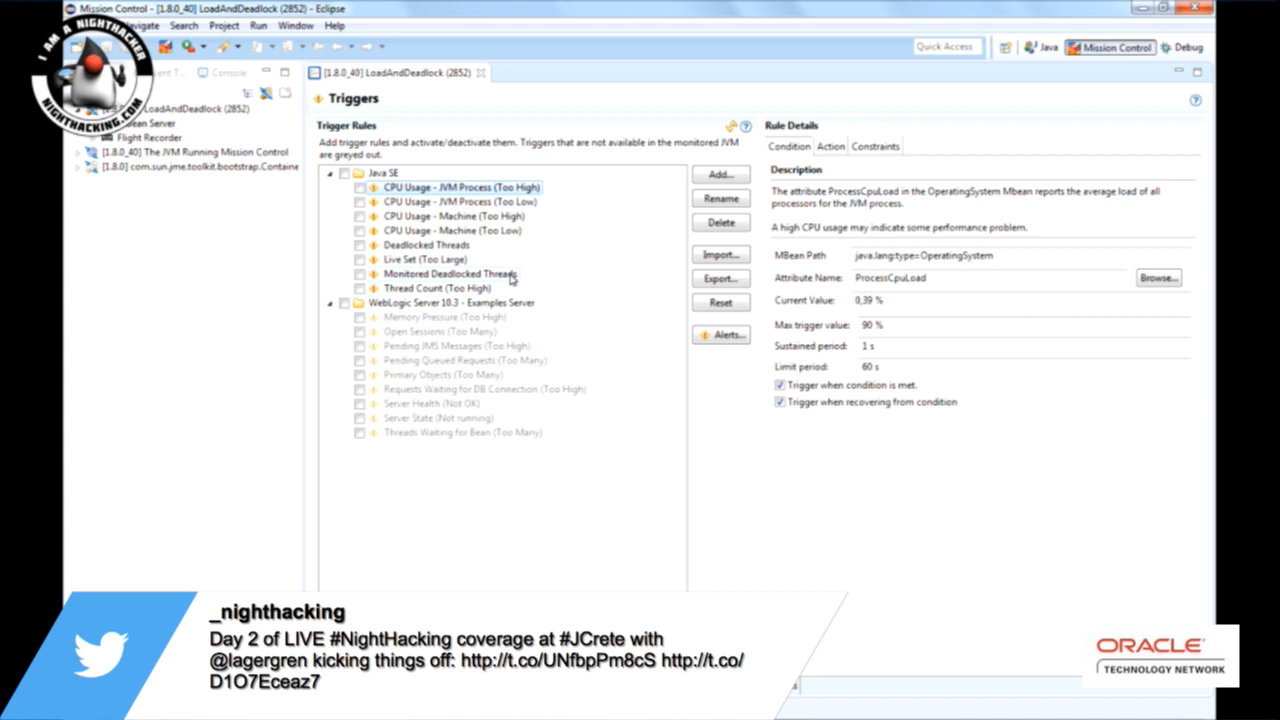 Mission Control - [1.8.0_40] LoadAndDeadlock (2852) - Eclipse
Navigate Search Project Run Window Help
I AM A NIGHTHACKER
NIGHTHACKING.COM
Quick Access
Java
Mission Control
Debug
Console
LoadAndDeadlock (2852)
Server
Flight Recorder
[1.8.0_40] The JVM Running Mission Control
[1.8.0] com.sun.jme.toolkit.bootstrap.Containe
[1.8.0_40] LoadAndDeadlock (2852)
Triggers
Trigger Rules
Add trigger rules and activate/deactivate them. Triggers that are not available in the monitored JVM
are greyed out.
Java SE
CPU Usage - JVM Process (Too High)
CPU Usage - JVM Process (Too Low)
CPU Usage - Machine (Too High)
CPU Usage - Machine (Too Low)
Deadlocked Threads
Live Set (Too Large)
Monitored Deadlocked Threads
Thread Count (Too High)
WebLogic Server 10.3 - Examples Server
Memory Pressure (Too High)
Open Sessions (Too Many)
Pending JMS Messages (Too High)
Pending Queued Requests (Too Many)
Primary Objects (Too Many)
Requests Waiting for DB Connection (Too High)
Server Health (Not OK)
Server State (Not running)
Threads Waiting for Bean (Too Many)
Add...
Rename
Delete
Import...
Export...
Reset
Alerts...
Rule Details
Condition Action Constraints
Description
The attribute ProcessCpuLoad in the OperatingSystem Mbean reports the average load of all
processors for the JVM process.
A high CPU usage may indicate some performance problem.
MBean Path java.lang:type=OperatingSystem
Attribute Name: ProcessCpuLoad Browse...
Current Value: 0,39 %
Max trigger value: 90 %
Sustained period: 1 s
Limit period: 60 s
Trigger when condition is met.
Trigger when recovering from condition
_nighthacking
Day 2 of LIVE #NightHacking coverage at #JCrete with
@lagergren kicking things off: http://t.co/UNfbpPm8cS http://t.co/
D1O7Eceaz7
ORACLE
TECHNOLOGY NETWORK